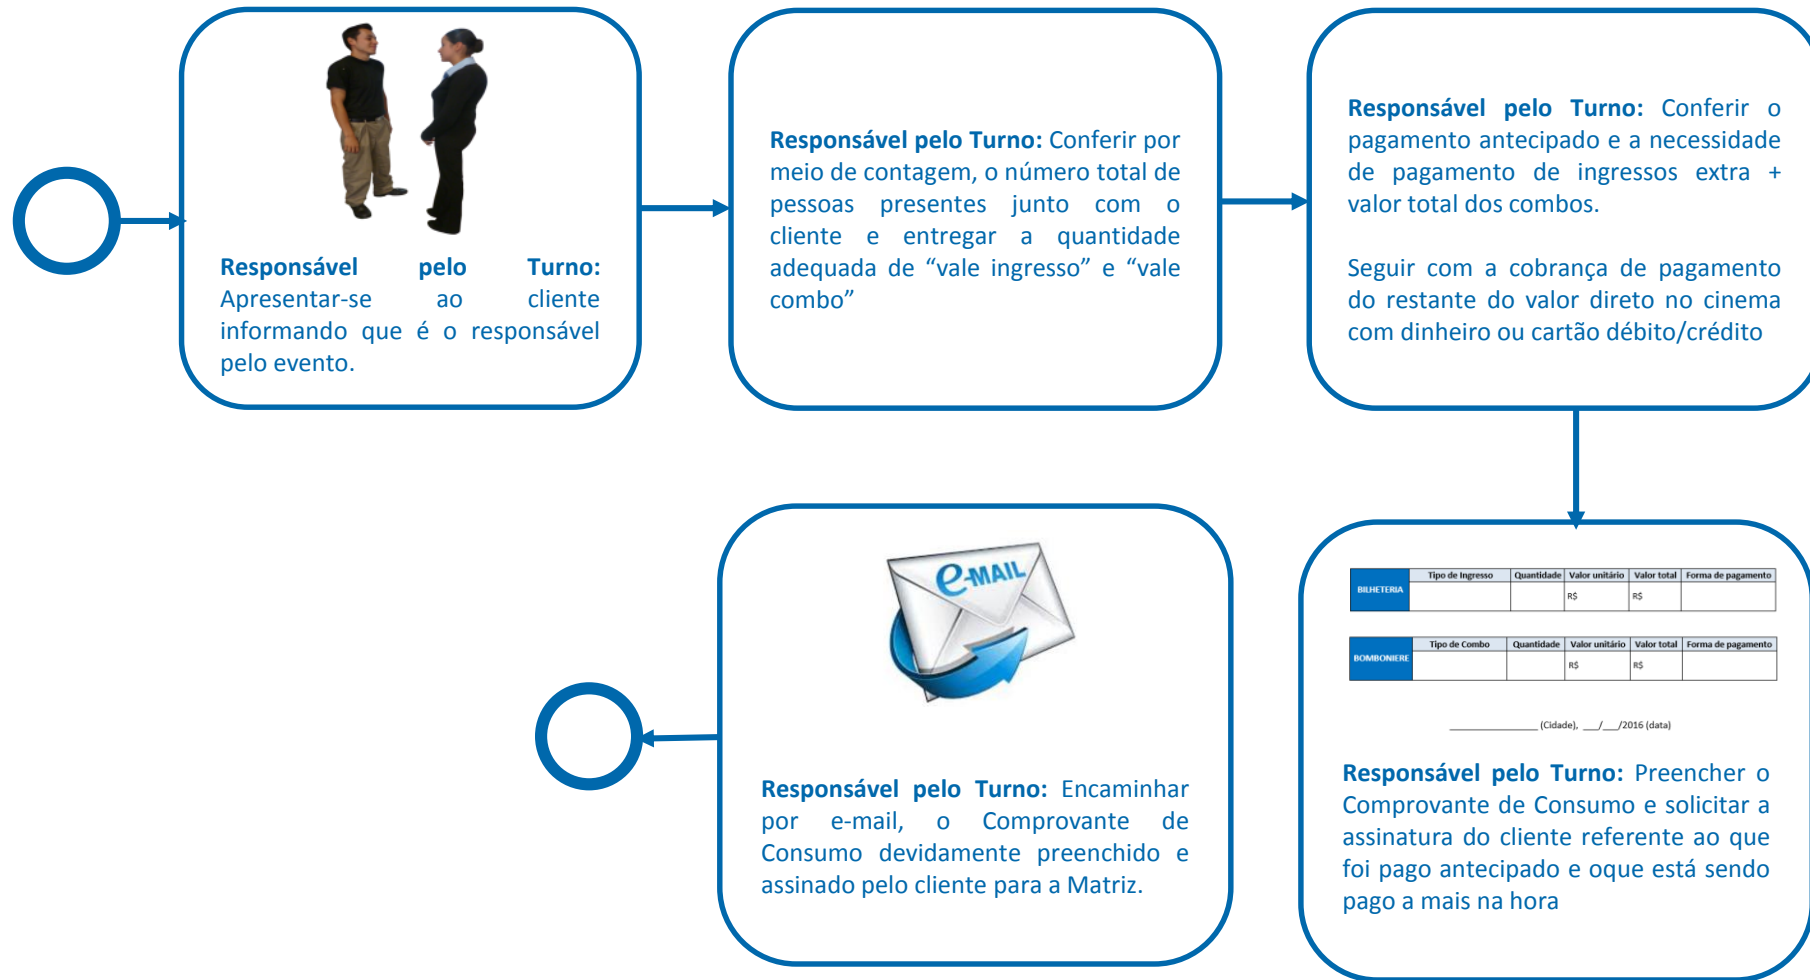 Responsável pelo Turno:
Apresentar-se ao cliente
informando que é o responsável
pelo evento.
Responsável pelo Turno: Conferir por
meio de contagem, o número total de
pessoas presentes junto com o
cliente e entregar a quantidade
adequada de “vale ingresso” e “vale
combo”
Responsável pelo Turno: Conferir o
pagamento antecipado e a necessidade
de pagamento de ingressos extra +
valor total dos combos.
Seguir com a cobrança de pagamento
do restante do valor direto no cinema
com dinheiro ou cartão débito/crédito
e-MAIL
Responsável pelo Turno: Encaminhar
por e-mail, o Comprovante de
Consumo devidamente preenchido e
assinado pelo cliente para a Matriz.
Tipo de Ingresso Quantidade Valor unitário Valor total Forma de pagamento
BILHETERIA
R$ R$
Tipo de Combo Quantidade Valor unitário Valor total Forma de pagamento
BOMBONIERE
R$ R$
__________________ (Cidade), ___/___/2016 (data)
Responsável pelo Turno: Preencher o
Comprovante de Consumo e solicitar a
assinatura do cliente referente ao que
foi pago antecipado e oque está sendo
pago a mais na hora